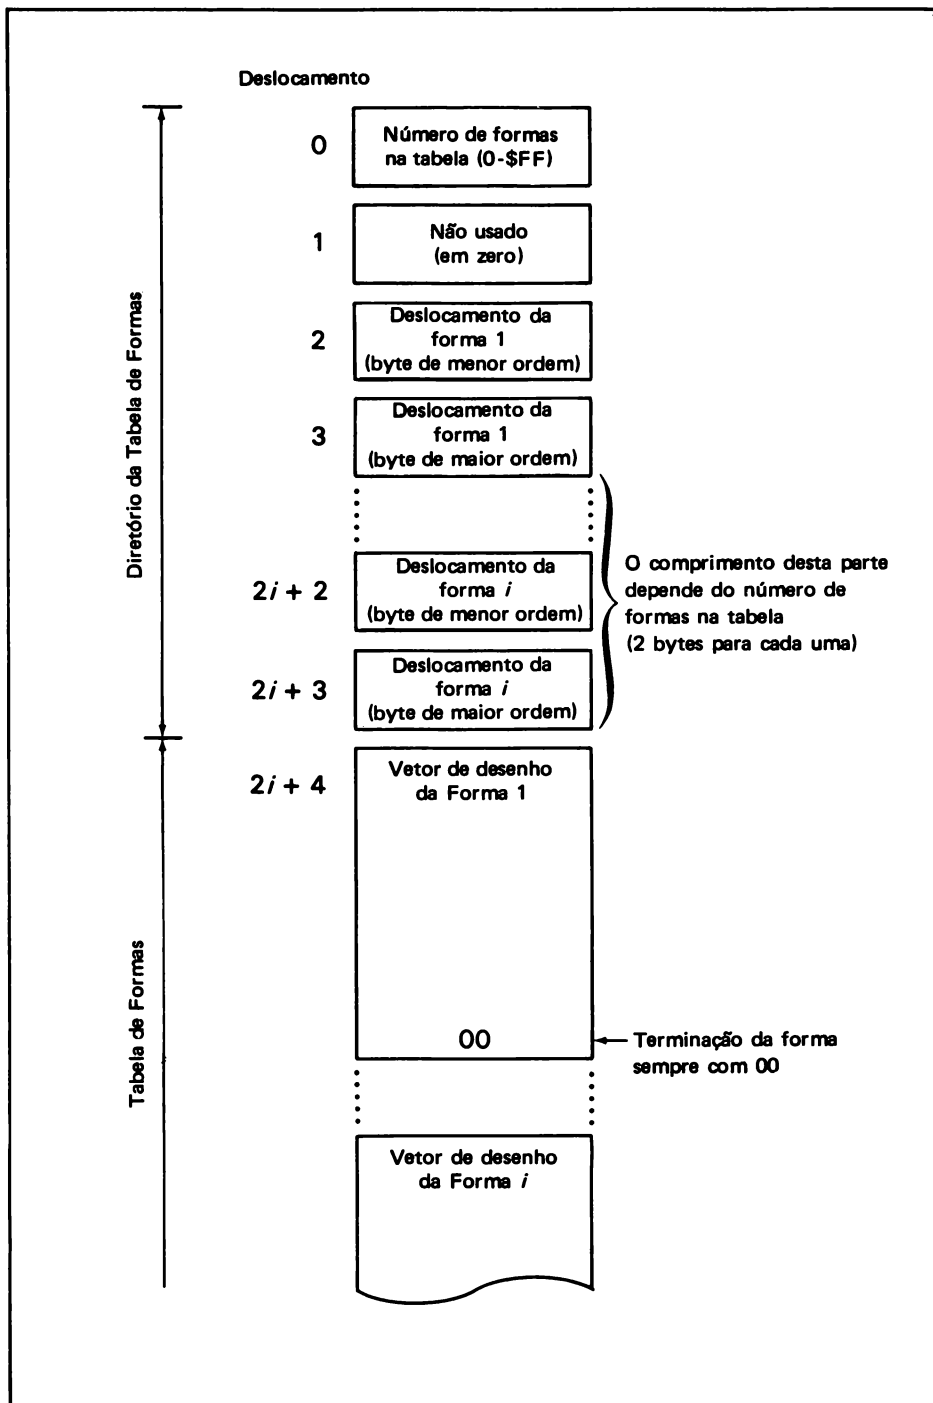 Deslocamento
0
Número de formas
na tabela (0-$FF)
1
Não usado
(em zero)
2
Deslocamento da
forma 1
(byte de menor ordem)
3
Deslocamento da
forma 1
(byte de maior ordem)
Diretório da Tabela de Formas
2i + 2
Deslocamento da
forma i
(byte de menor ordem)
O comprimento desta parte
depende do número de
formas na tabela
(2 bytes para cada uma)
2i + 3
Deslocamento da
forma i
(byte de maior ordem)
2i + 4
Vetor de desenho
da Forma 1
Tabela de Formas
00
Terminação da forma
sempre com 00
Vetor de desenho
da Forma i